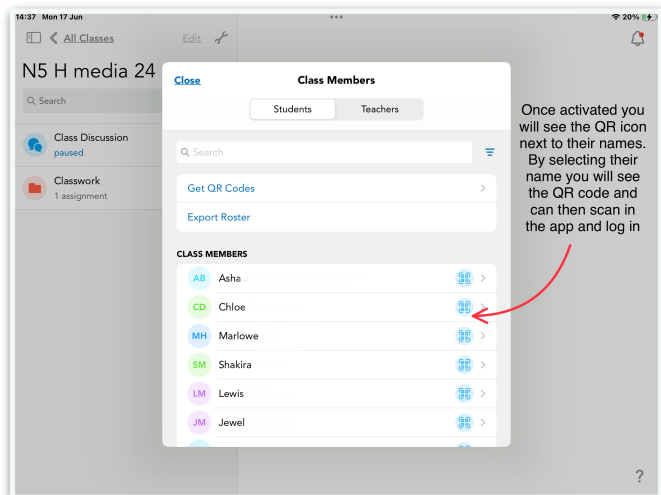 14:37 Mon 17 Jun
20%
All Classes
Edit
N5 H media 24
Search
Class Discussion
paused
Classwork
1 assignment
Close
Class Members
Students
Teachers
Search
Get QR Codes
Export Roster
CLASS MEMBERS
AB Asha
CD Chloe
MH Marlowe
SM Shakira
LM Lewis
JM Jewel
Once activated you
will see the QR icon
next to their names.
By selecting their
name you will see
the QR code and
can then scan in
the app and log in
?